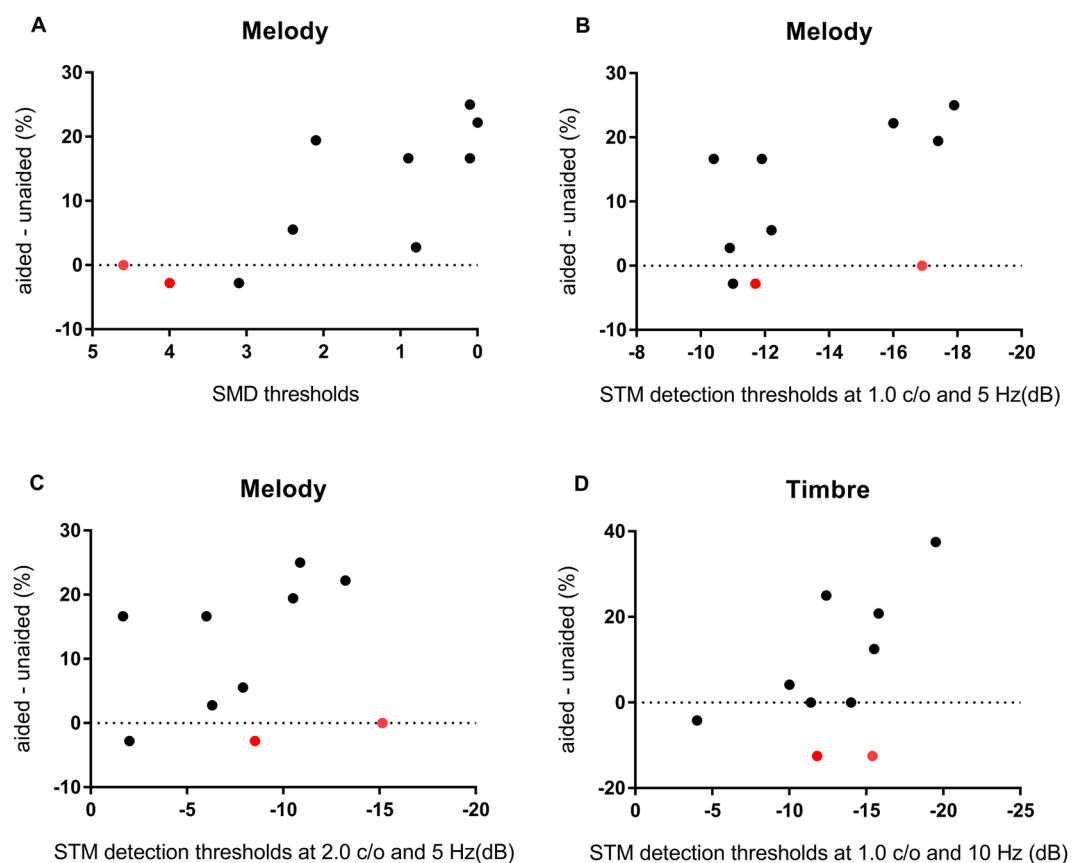 A
Melody
aided - unaided (%)
30
20
10
0
-10
5 4 3 2 1 0
SMD thresholds
B
Melody
aided - unaided (%)
30
20
10
0
-10
-8 -10 -12 -14 -16 -18 -20
STM detection thresholds at 1.0 c/o and 5 Hz(dB)
C
Melody
aided - unaided (%)
30
20
10
0
-10
0 -5 -10 -15 -20
STM detection thresholds at 2.0 c/o and 5 Hz(dB)
D
Timbre
aided - unaided (%)
40
20
0
-20
0 -5 -10 -15 -20 -25
STM detection thresholds at 1.0 c/o and 10 Hz (dB)